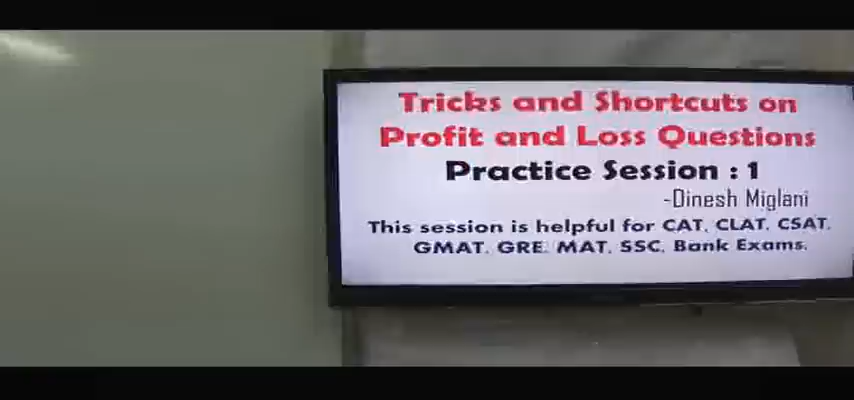 Tricks and Shortcuts on
Profit and Loss Questions
Practice Session : 1
-Dinesh Miglani
This session is helpful for CAT, CLAT, CSAT,
GMAT, GRE, MAT, SSC, Bank Exams.